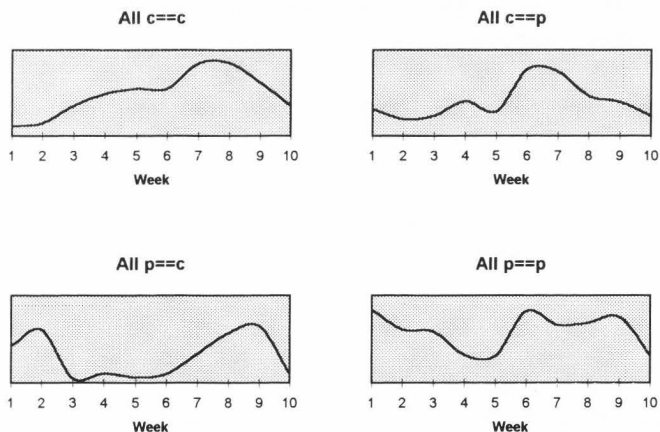 All c==c
All c==p
1 2 3 4 5 6 7 8 9 10
1 2 3 4 5 6 7 8 9 10
Week
Week
All p==c
All p==p
1 2 3 4 5 6 7 8 9 10
1 2 3 4 5 6 7 8 9 10
Week
Week